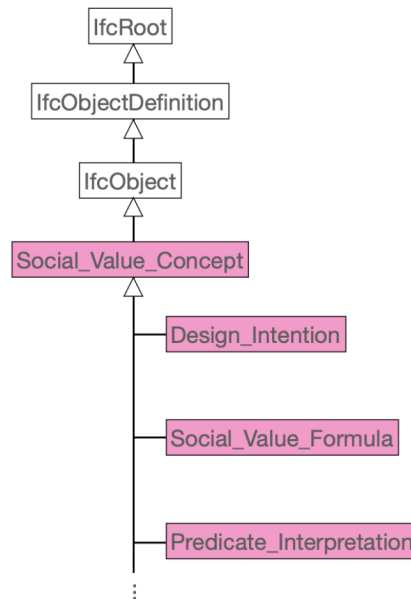 IfcRoot
IfcObjectDefinition
IfcObject
Social_Value_Concept
Design_Intention
Social_Value_Formula
Predicate_Interpretation